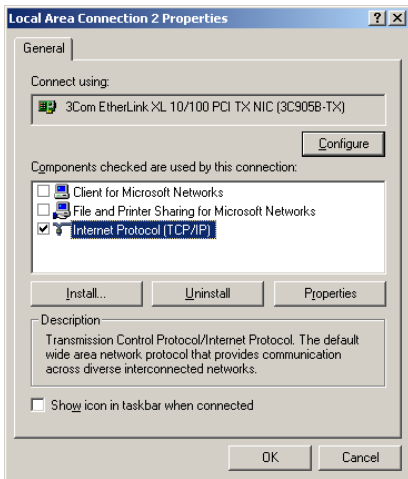 Local Area Connection 2 Properties
General
Connect using:
3Com EtherLink XL 10/100 PCI TX NIC (3C905B-TX)
Configure
Components checked are used by this connection:
Client for Microsoft Networks
File and Printer Sharing for Microsoft Networks
Internet Protocol (TCP/IP)
Install...
Uninstall
Properties
Description
Transmission Control Protocol/Internet Protocol. The default
wide area network protocol that provides communication
across diverse interconnected networks.
Show icon in taskbar when connected
OK
Cancel